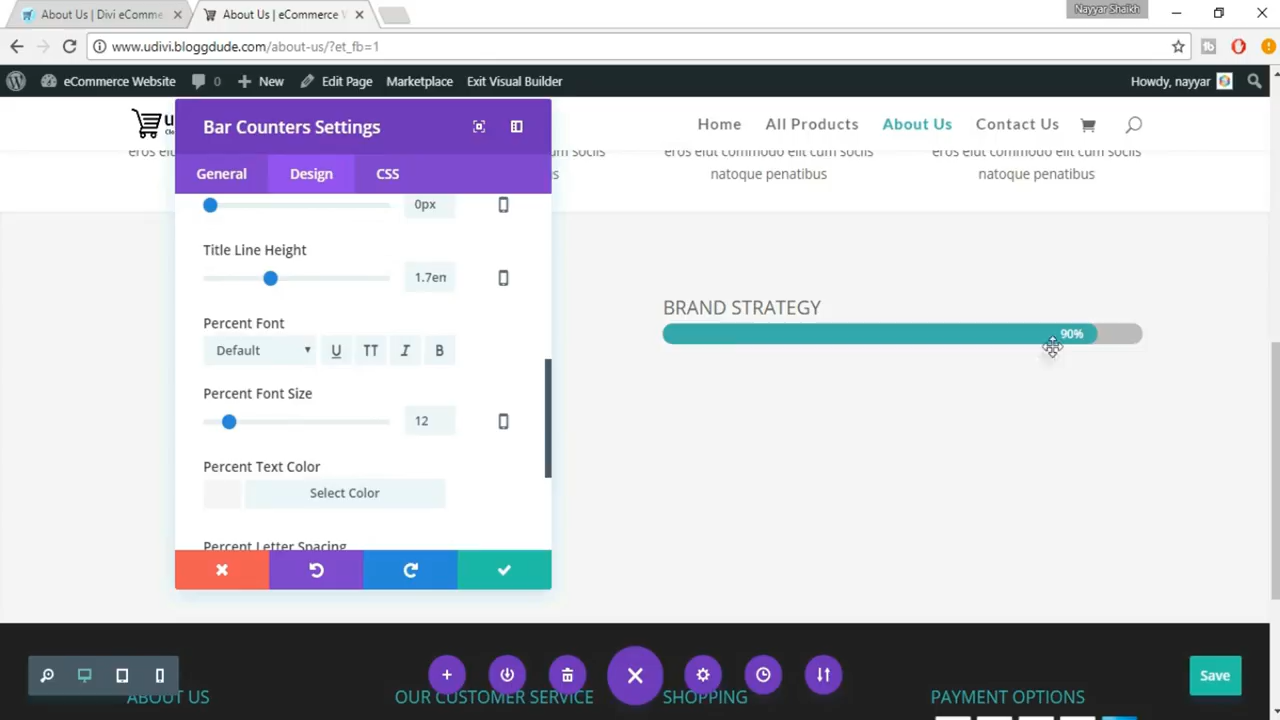 About Us | Divi eComme
About Us | eCommerce W
Nayyar Shaikh
www.udivi.bloggdude.com/about-us/?et_fb=1
eCommerce Website
0
New
Edit Page
Marketplace
Exit Visual Builder
Howdy, nayyar
Bar Counters Settings
Home
All Products
About Us
Contact Us
General
Design
CSS
eros elut commodo elit cum sociis
natoque penatibus
eros elut commodo elit cum sociis
natoque penatibus
0px
Title Line Height
1.7em
Percent Font
Default
U
TT
I
B
Percent Font Size
12
Percent Text Color
Select Color
Percent Letter Spacing
BRAND STRATEGY
90%
Save
ABOUT US
OUR CUSTOMER SERVICE
SHOPPING
PAYMENT OPTIONS